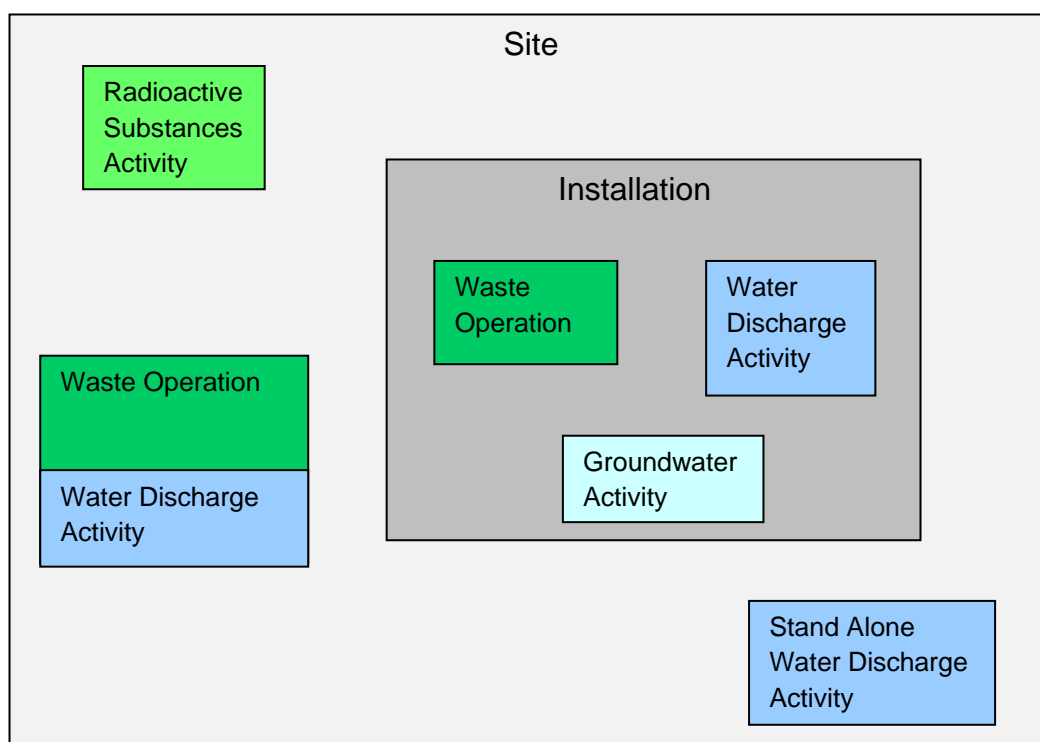 Site
Radioactive
Substances
Activity
Installation
Waste
Operation
Water
Discharge
Activity
Waste Operation
Water Discharge
Activity
Groundwater
Activity
Stand Alone
Water Discharge
Activity